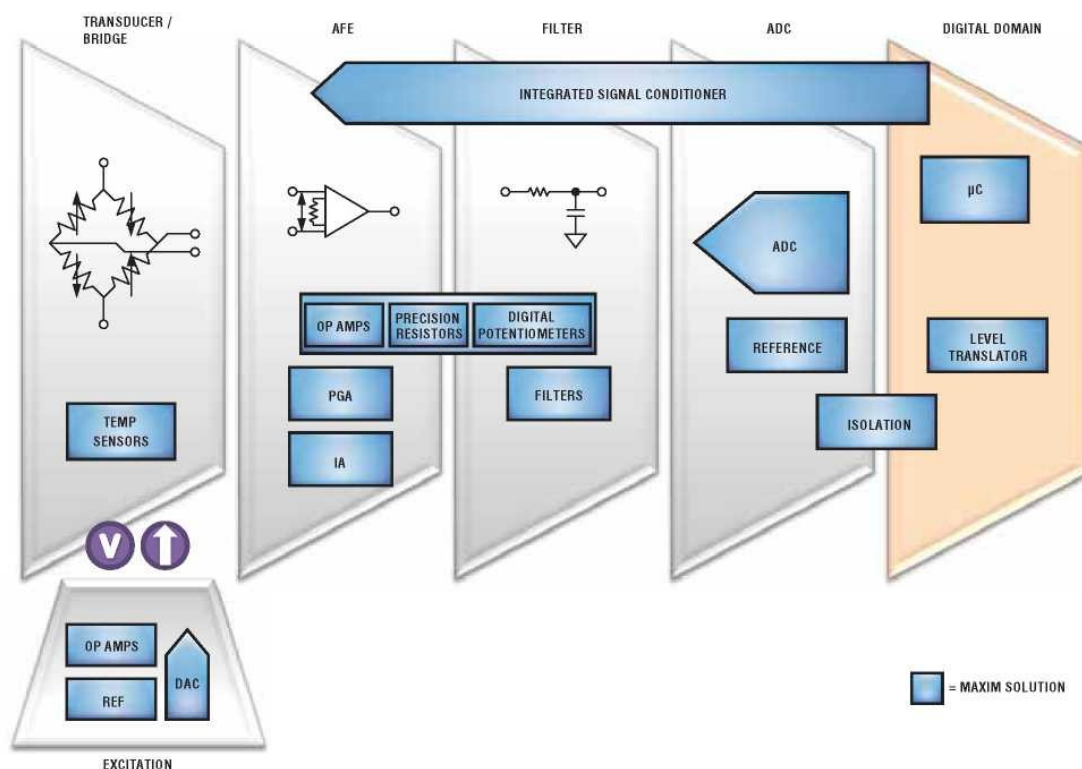 TRANSDUCER /
BRIDGE
AFE
FILTER
ADC
DIGITAL DOMAIN
INTEGRATED SIGNAL CONDITIONER
µC
ADC
OP AMPS
PRECISION
RESISTORS
DIGITAL
POTENTIOMETERS
REFERENCE
LEVEL
TRANSLATOR
PGA
FILTERS
TEMP
SENSORS
ISOLATION
IA
V
OP AMPS
DAC
REF
= MAXIM SOLUTION
EXCITATION